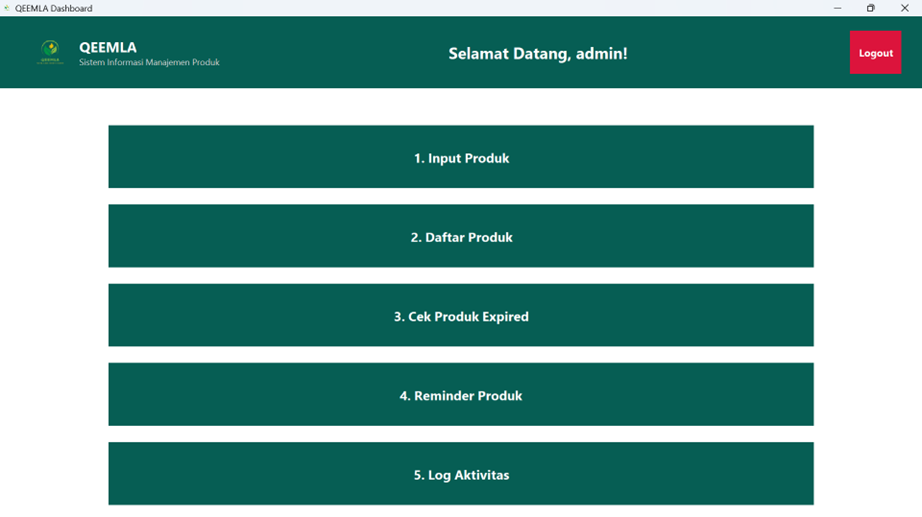 QEEMLA Dashboard
QEEMLA
Sistem Informasi Manajemen Produk
Selamat Datang, admin!
Logout
1. Input Produk
2. Daftar Produk
3. Cek Produk Expired
4. Reminder Produk
5. Log Aktivitas